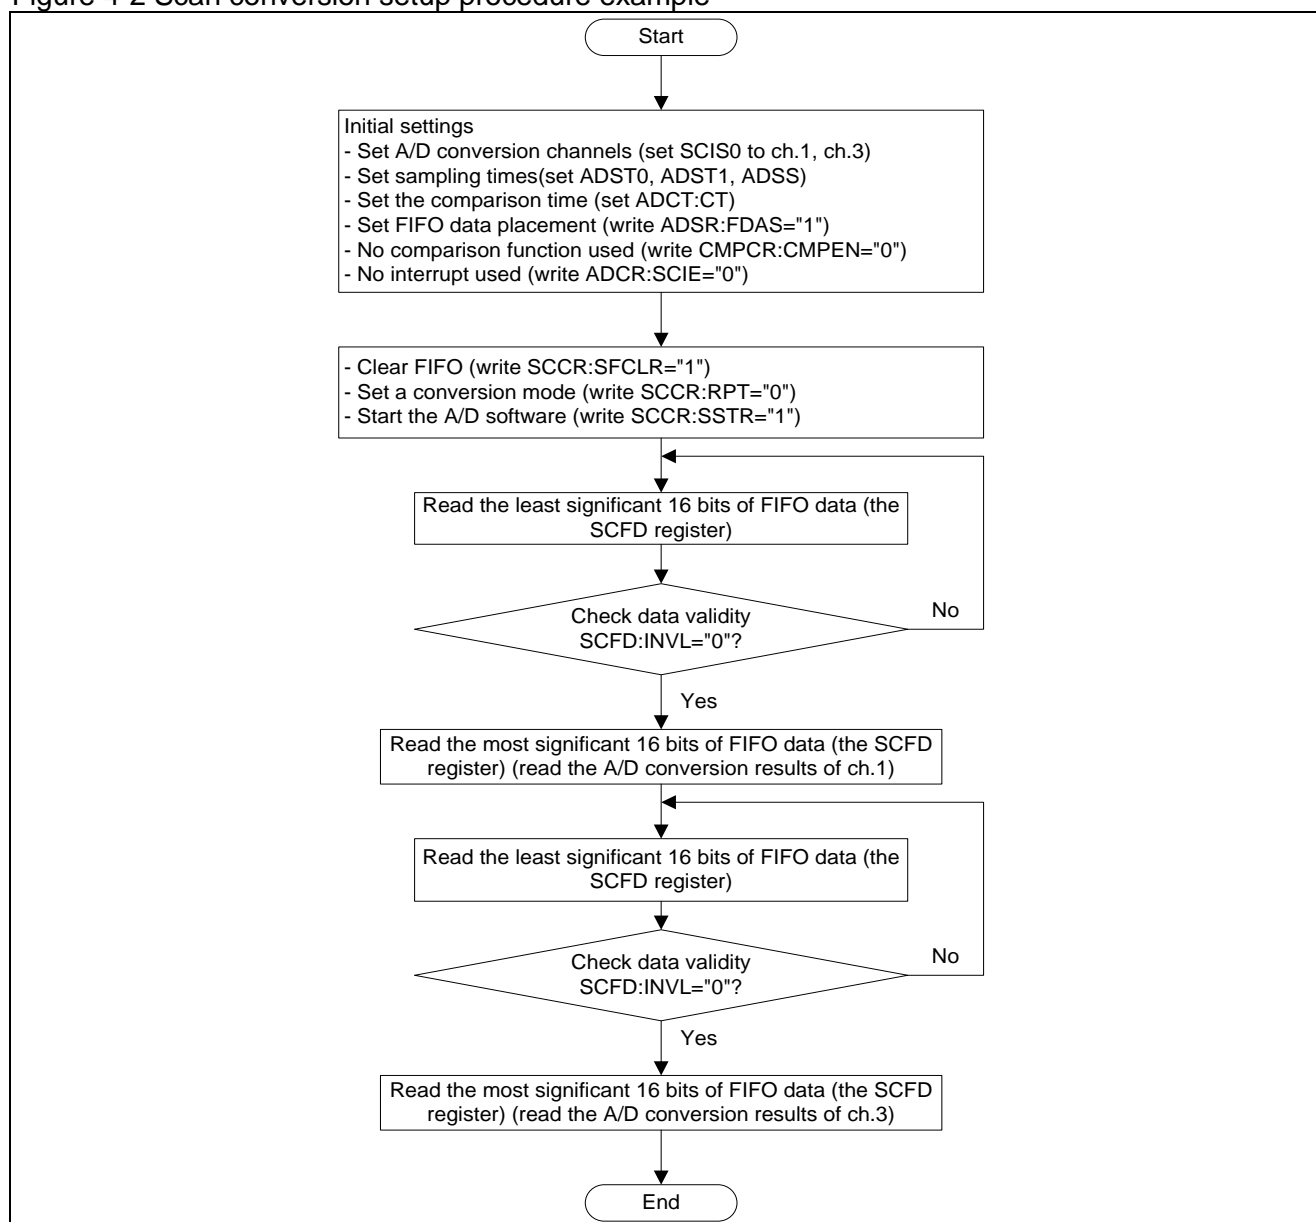 Figure 4-2 Scan conversion setup procedure example
Start
Initial settings
- Set A/D conversion channels (set SCIS0 to ch.1, ch.3)
- Set sampling times(set ADST0, ADST1, ADSS)
- Set the comparison time (set ADCT:CT)
- Set FIFO data placement (write ADSR:FDAS="1")
- No comparison function used (write CMPCR:CMPEN="0")
- No interrupt used (write ADCR:SCIE="0")
- Clear FIFO (write SCCR:SFCLR="1")
- Set a conversion mode (write SCCR:RPT="0")
- Start the A/D software (write SCCR:SSTR="1")
Read the least significant 16 bits of FIFO data (the
SCFD register)
Check data validity
SCFD:INVL="0"?
No
Yes
Read the most significant 16 bits of FIFO data (the SCFD
register) (read the A/D conversion results of ch.1)
Read the least significant 16 bits of FIFO data (the
SCFD register)
Check data validity
SCFD:INVL="0"?
No
Yes
Read the most significant 16 bits of FIFO data (the SCFD
register) (read the A/D conversion results of ch.3)
End